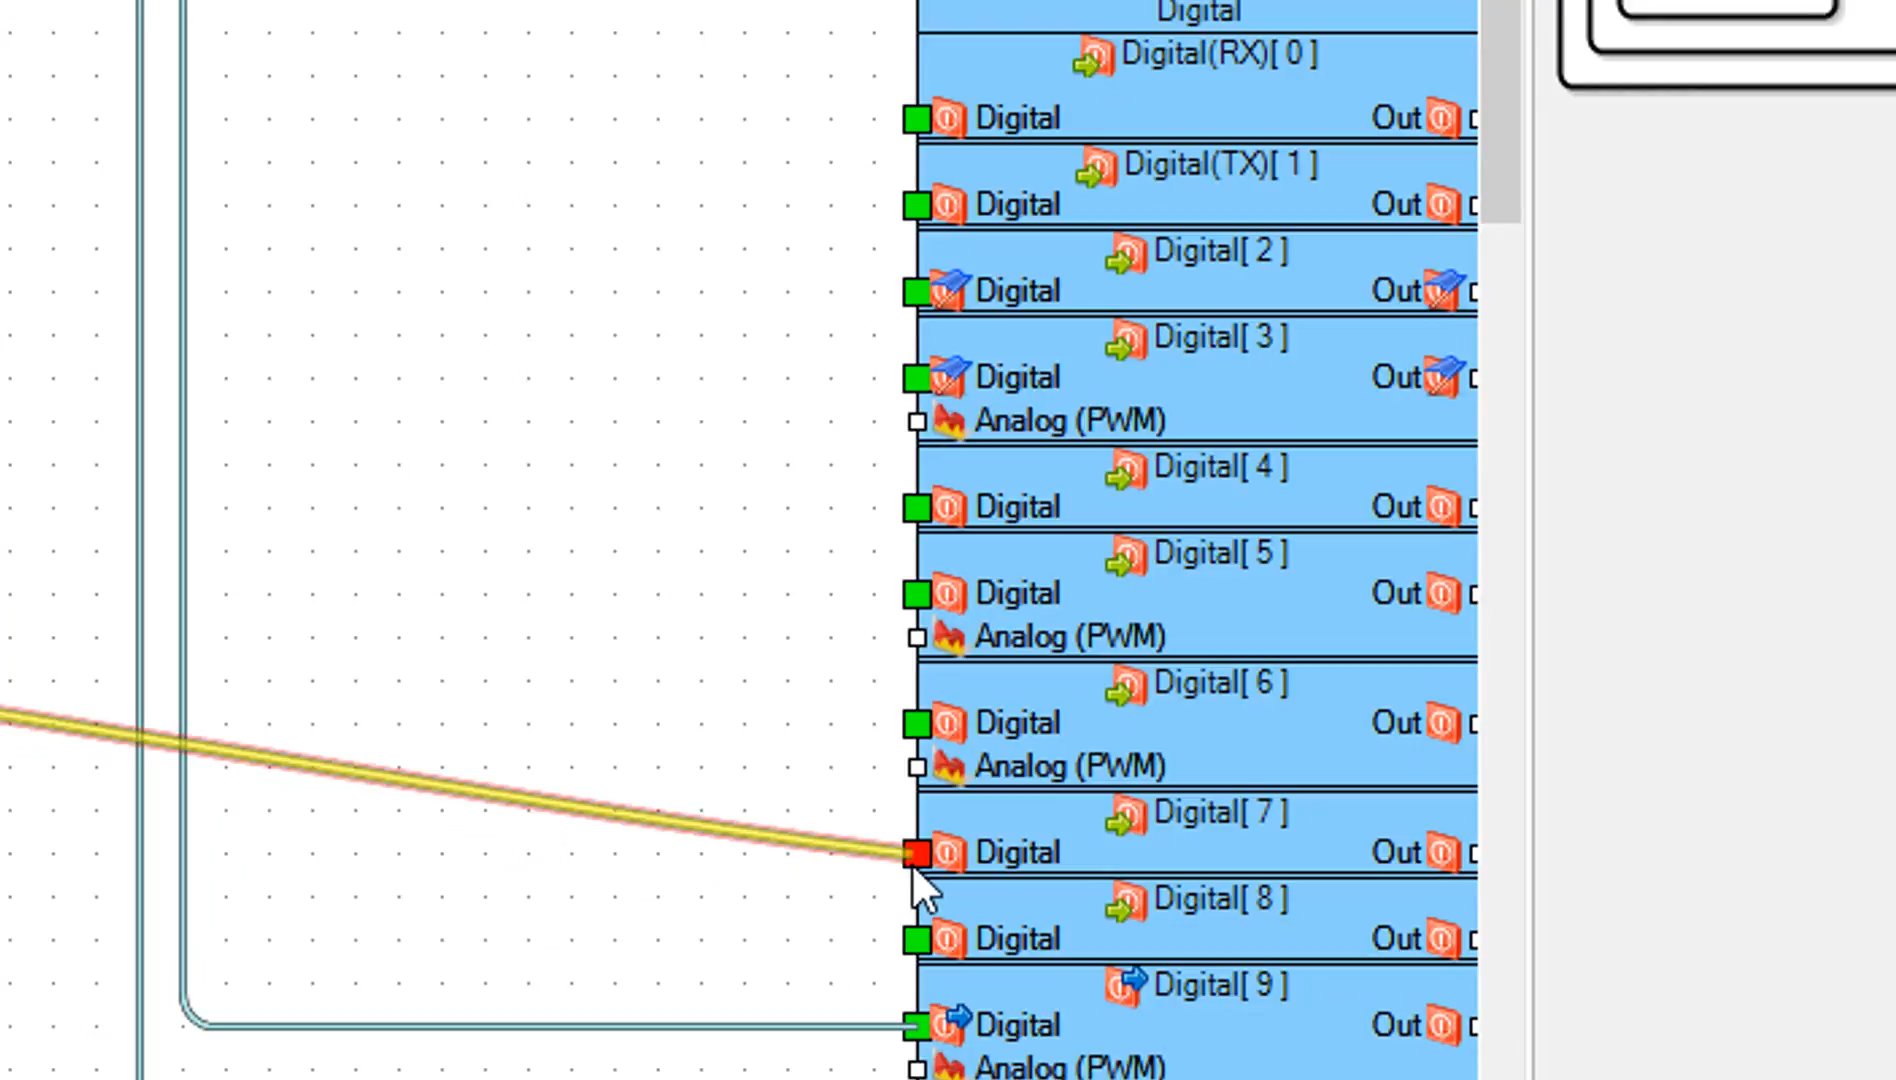 Digital
Digital(RX)[ 0 ]
Digital Out
Digital(TX)[ 1 ]
Digital Out
Digital[ 2 ]
Digital Out
Digital[ 3 ]
Digital Out
Analog (PWM)
Digital[ 4 ]
Digital Out
Digital[ 5 ]
Digital Out
Analog (PWM)
Digital[ 6 ]
Digital Out
Analog (PWM)
Digital[ 7 ]
Digital Out
Digital[ 8 ]
Digital Out
Digital[ 9 ]
Digital Out
Analog (PWM)